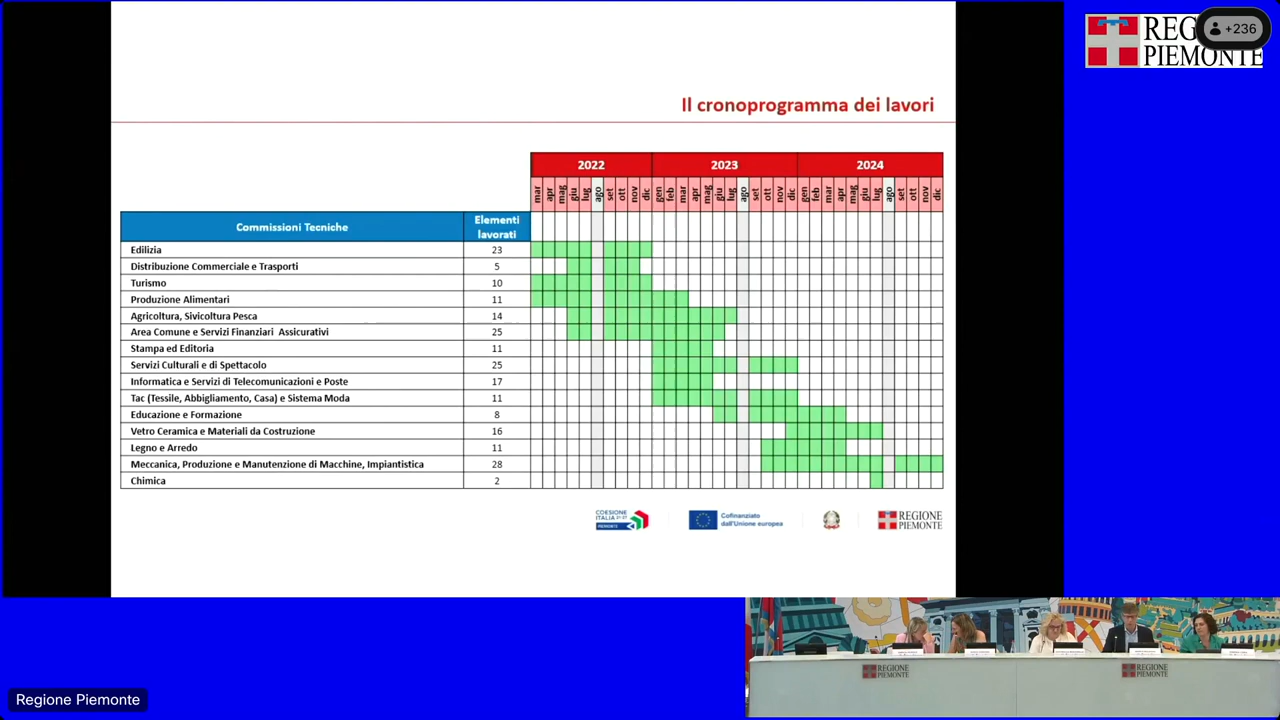 REG
PIEMONTE
+236
Il cronoprogramma dei lavori
2022 2023 2024
mar apr mag giu lug ago set ott nov dic gen feb mar apr mag giu lug ago set ott nov dic gen feb mar apr mag giu lug ago set ott nov dic
Commissioni Tecniche Elementi lavorati
Edilizia 23
Distribuzione Commerciale e Trasporti 5
Turismo 10
Produzione Alimentari 11
Agricoltura, Sivicoltura Pesca 14
Area Comune e Servizi Finanziari Assicurativi 25
Stampa ed Editoria 11
Servizi Culturali e di Spettacolo 25
Informatica e Servizi di Telecomunicazioni e Poste 17
Tac (Tessile, Abbigliamento, Casa) e Sistema Moda 11
Educazione e Formazione 8
Vetro Ceramica e Materiali da Costruzione 16
Legno e Arredo 11
Meccanica, Produzione e Manutenzione di Macchine, Impiantistica 28
Chimica 2
COESIONE
ITALIA 21-27
PIEMONTE
Cofinanziato
dall'Unione europea
REGIONE
PIEMONTE
REGIONE
PIEMONTE
REGIONE
PIEMONTE
Regione Piemonte